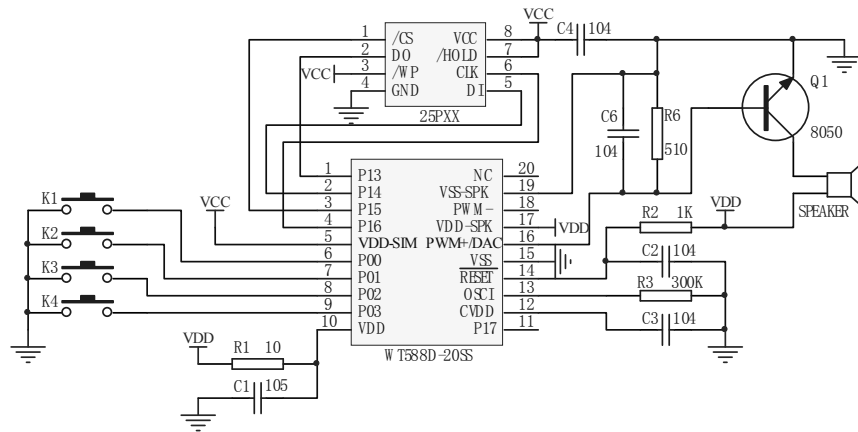 VCC
C4 104
1 /CS VCC 8
2 DO /HOLD 7
VCC 3 /WP CLK 6
4 GND DI 5
25PXX
Q1
8050
C6 104
R6 510
1 P13 NC 20
2 P14 VSS-SPK 19
3 P15 PWM- 18
4 P16 VDD-SPK 17 VDD
5 VDD-SIM PWM+/DAC 16
6 P00 VSS 15
7 P01 RESET 14
8 P02 OSCI 13
9 P03 CVDD 12
10 VDD P17 11
WT588D-20SS
K1
K2
K3
K4
VCC
SPEAKER
R2 1K VDD
C2 104
R3 300K
C3 104
VDD
R1 10
C1 105